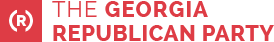 (R)
THE GEORGIA
REPUBLICAN PARTY